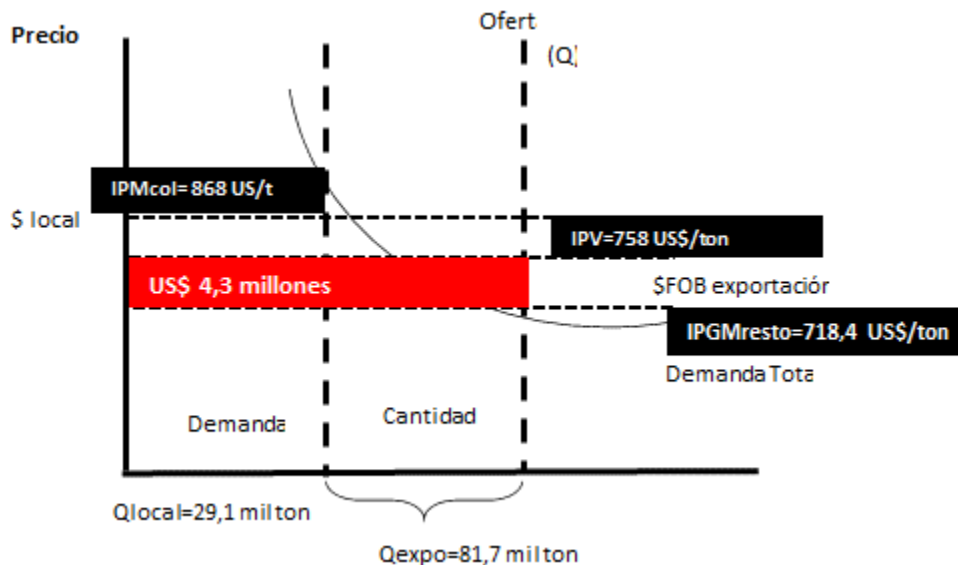 Precio
Ofert
(Q)
IPMcol= 868 US/t
$ local
IPV=758 US$/ton
US$ 4,3 millones
$FOB exportación
IPGMresto=718,4 US$/ton
Demanda Tota
Demanda
Cantidad
Qlocal=29,1 mil ton
Qexpo=81,7 mil ton